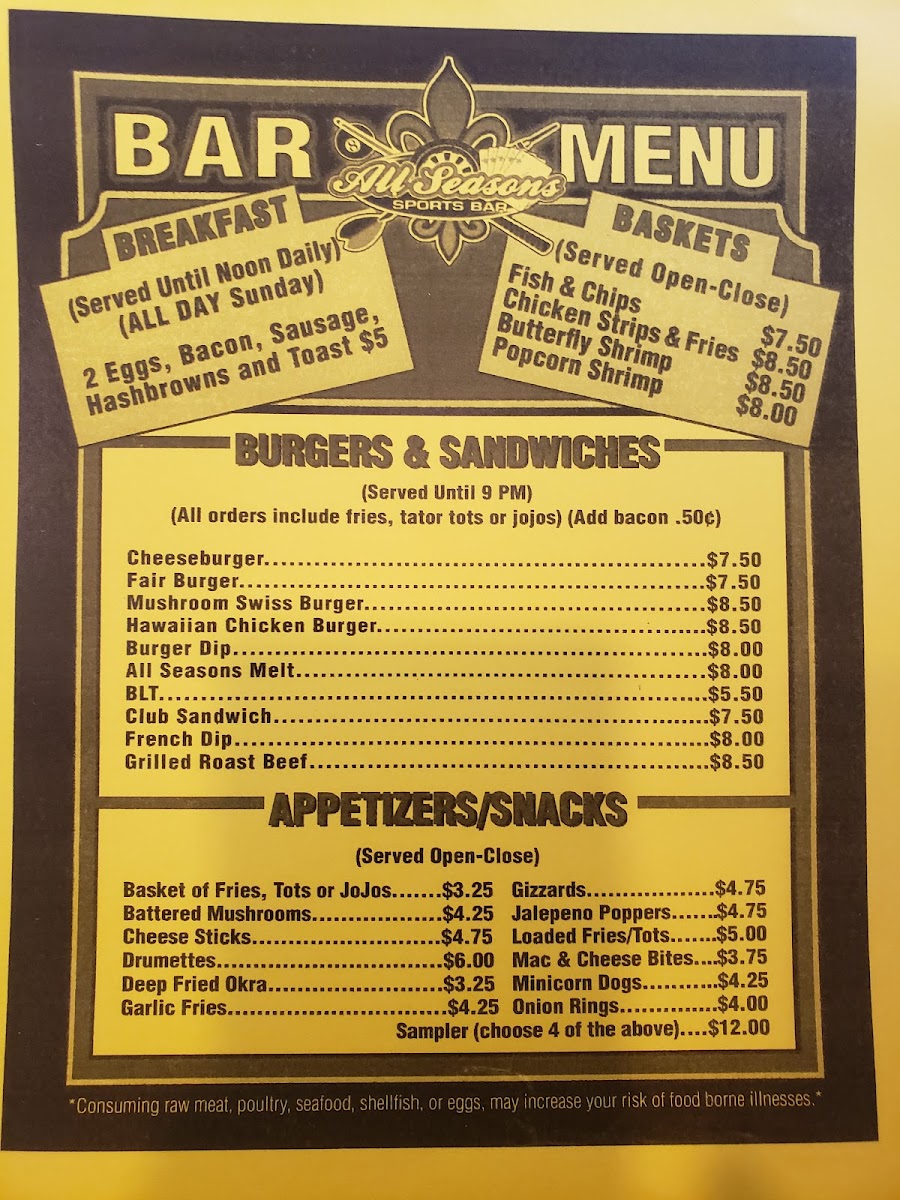 BAR MENU
8
All Seasons
SPORTS BAR
BREAKFAST
(Served Until Noon Daily)
(ALL DAY Sunday)
2 Eggs, Bacon, Sausage,
Hashbrowns and Toast $5
BASKETS
(Served Open-Close)
Fish & Chips $7.50
Chicken Strips & Fries $8.50
Butterfly Shrimp $8.50
Popcorn Shrimp $8.00
BURGERS & SANDWICHES
(Served Until 9 PM)
(All orders include fries, tator tots or jojos) (Add bacon .50¢)
Cheeseburger....................$7.50
Fair Burger....................$7.50
Mushroom Swiss Burger....................$8.50
Hawaiian Chicken Burger....................$8.50
Burger Dip....................$8.00
All Seasons Melt....................$8.00
BLT....................$5.50
Club Sandwich....................$7.50
French Dip....................$8.00
Grilled Roast Beef....................$8.50
APPETIZERS/SNACKS
(Served Open-Close)
Basket of Fries, Tots or JoJos......$3.25
Battered Mushrooms..................$4.25
Cheese Sticks..................$4.75
Drumettes..................$6.00
Deep Fried Okra..................$3.25
Garlic Fries..................$4.25
Gizzards..................$4.75
Jalepeno Poppers.......$4.75
Loaded Fries/Tots.......$5.00
Mac & Cheese Bites....$3.75
Minicorn Dogs...........$4.25
Onion Rings..............$4.00
Sampler (choose 4 of the above)....$12.00
*Consuming raw meat, poultry, seafood, shellfish, or eggs, may increase your risk of food borne illnesses.*